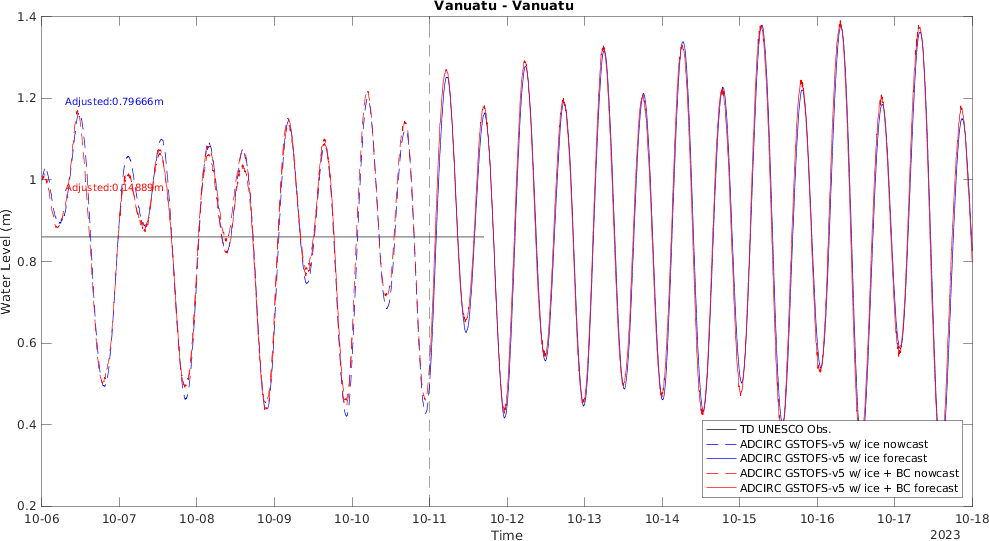 Vanuatu - Vanuatu
1.4
1.2
1
0.8
0.6
0.4
0.2
Water Level (m)
Adjusted:0.79666m
Adjusted:0.14889m
TD UNESCO Obs.
ADCIRC GSTOFS-v5 w/ ice nowcast
ADCIRC GSTOFS-v5 w/ ice forecast
ADCIRC GSTOFS-v5 w/ ice + BC nowcast
ADCIRC GSTOFS-v5 w/ ice + BC forecast
10-06 10-07 10-08 10-09 10-10 10-11 10-12 10-13 10-14 10-15 10-16 10-17 10-18
Time
2023